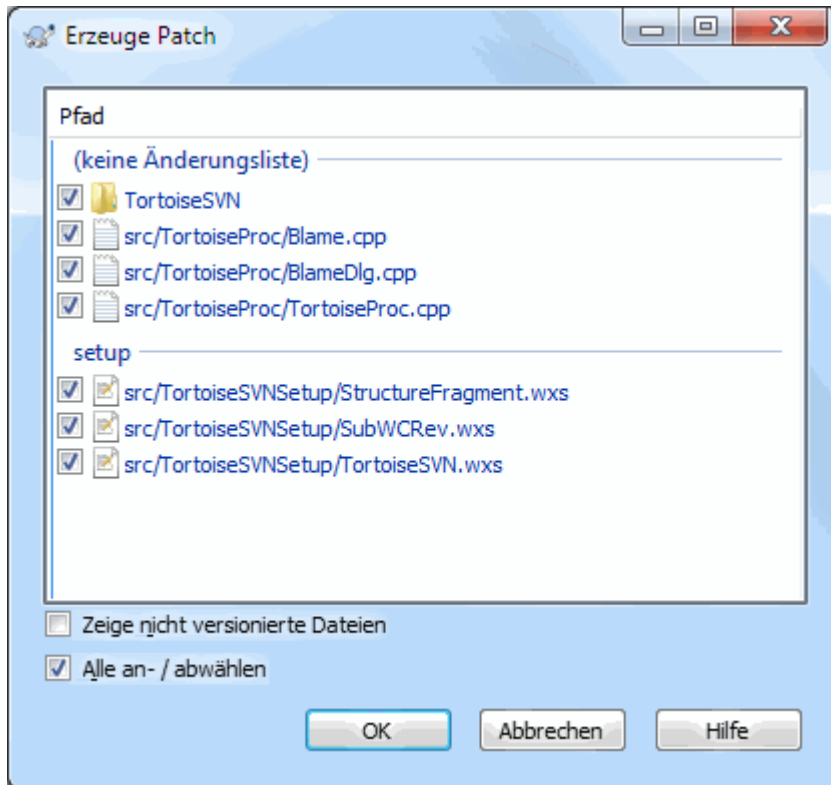 Erzeuge Patch
Pfad
(keine Änderungsliste)
TortoiseSVN
src/TortoiseProc/Blame.cpp
src/TortoiseProc/BlameDlg.cpp
src/TortoiseProc/TortoiseProc.cpp
setup
src/TortoiseSVNSetup/StructureFragment.wxs
src/TortoiseSVNSetup/SubWCRev.wxs
src/TortoiseSVNSetup/TortoiseSVN.wxs
Zeige nicht versionierte Dateien
Alle an- / abwählen
OK Abbrechen Hilfe